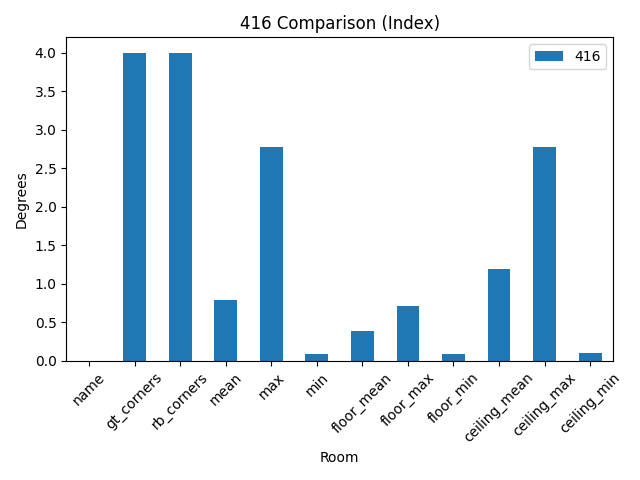 416 Comparison (Index)
416
Degrees
4.0
3.5
3.0
2.5
2.0
1.5
1.0
0.5
0.0
name
gt_corners
rb_corners
mean
max
min
floor_mean
floor_max
floor_min
ceiling_mean
ceiling_max
ceiling_min
Room